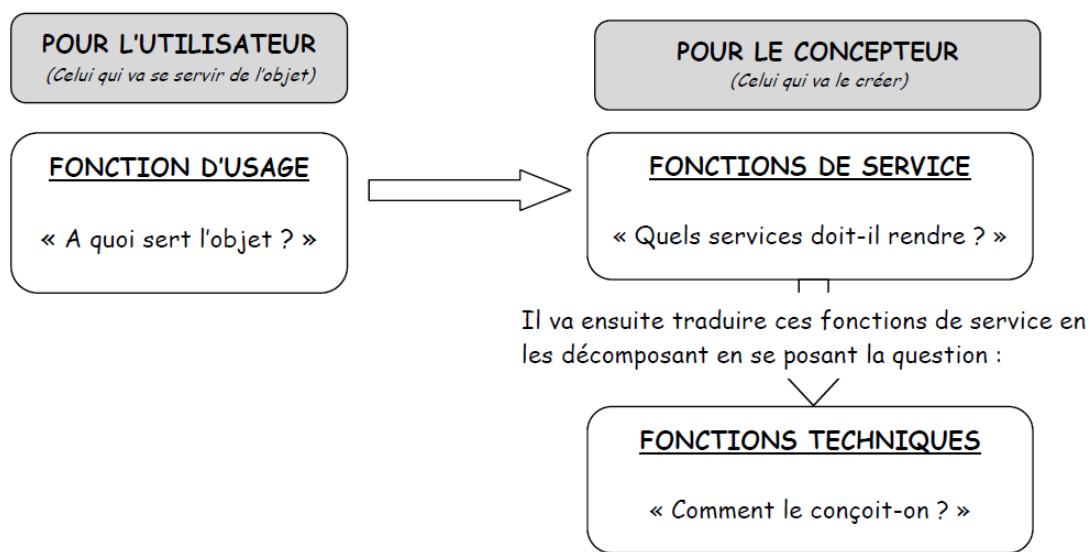 POUR L'UTILISATEUR
(Celui qui va se servir de l'objet)
POUR LE CONCEPTEUR
(Celui qui va le créer)
FONCTION D'USAGE
« A quoi sert l'objet ? »
FONCTIONS DE SERVICE
« Quels services doit-il rendre ? »
Il va ensuite traduire ces fonctions de service en
les décomposant en se posant la question :
FONCTIONS TECHNIQUES
« Comment le conçoit-on ? »